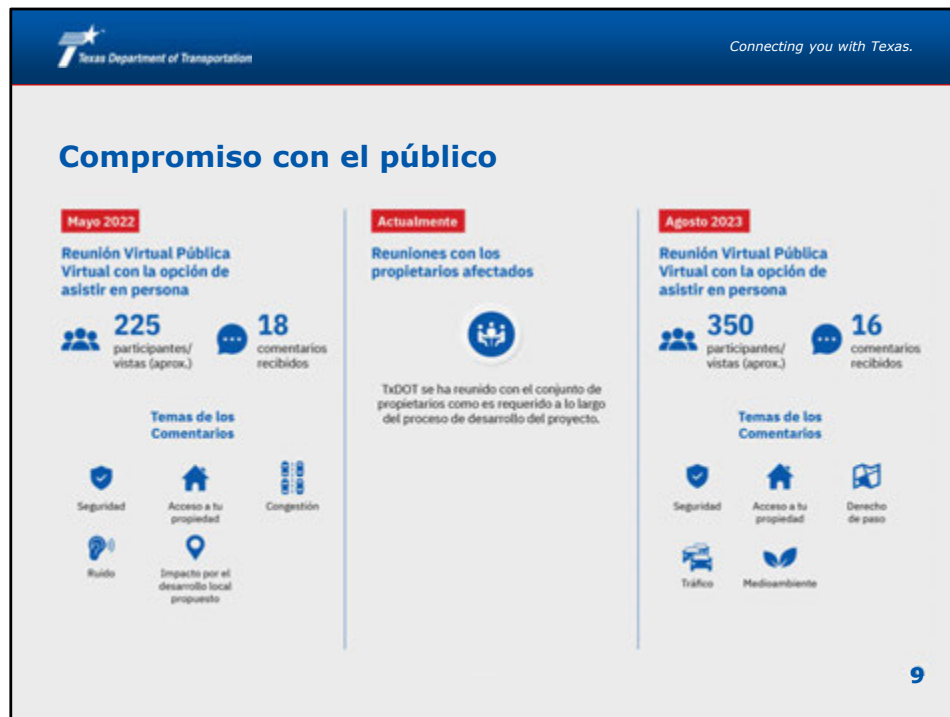 Texas Department of Transportation
Connecting you with Texas.
Compromiso con el público
Mayo 2022
Reunión Virtual Pública
Virtual con la opción de
asistir en persona
225
participantes/
vistas (aprox.)
18
comentarios
recibidos
Temas de los
Comentarios
Seguridad
Acceso a tu
propiedad
Congestión
Ruido
Impacto por el
desarrollo local
propuesto
Actualmente
Reuniones con los
propietarios afectados
TxDOT se ha reunido con el conjunto de
propietarios como es requerido a lo largo
del proceso de desarrollo del proyecto.
Agosto 2023
Reunión Virtual Pública
Virtual con la opción de
asistir en persona
350
participantes/
vistas (aprox.)
16
comentarios
recibidos
Temas de los
Comentarios
Seguridad
Acceso a tu
propiedad
Derecho
de paso
Tráfico
Medioambiente
9